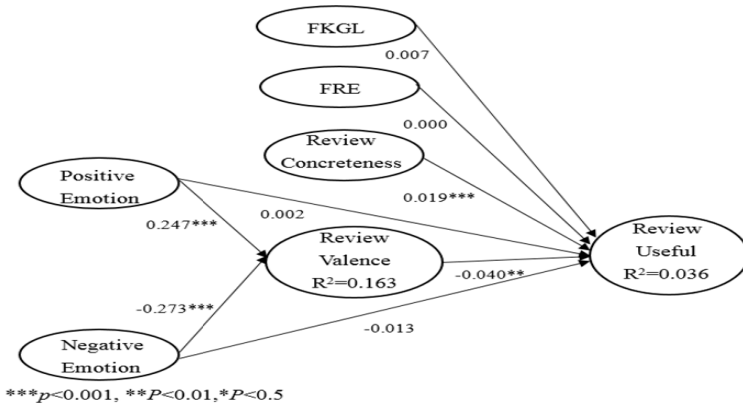 FKGL
0.007
FRE
0.000
Review
Concreteness
0.019***
Positive
Emotion
0.247***
0.002
Review
Valence
R²=0.163
Review
Useful
R²=0.036
-0.040**
-0.273***
-0.013
Negative
Emotion
***p<0.001, **P<0.01,*P<0.5